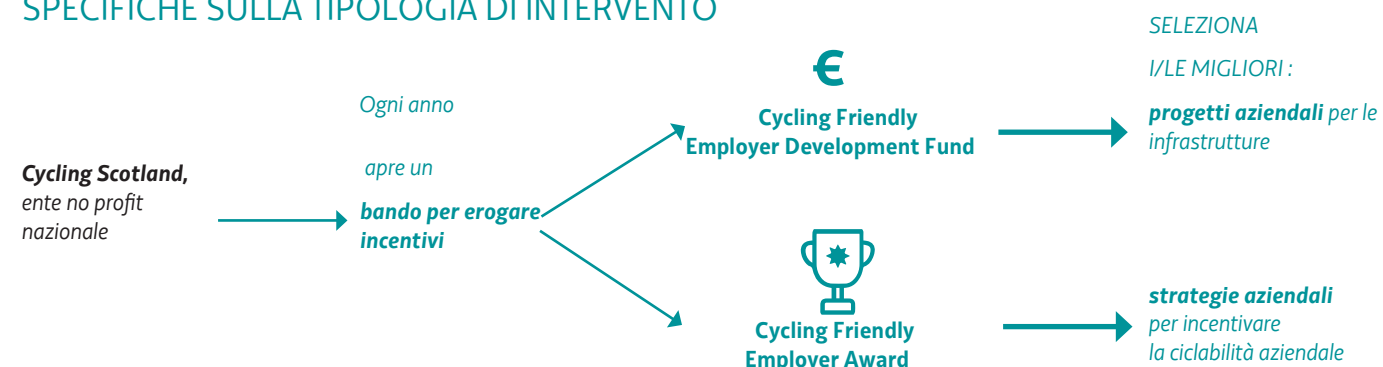 SPECIFICHE SULLA TIPOLOGIA DI INTERVENTO
Cycling Scotland,
ente no profit
nazionale
Ogni anno
apre un
bando per erogare
incentivi
€
Cycling Friendly
Employer Development Fund
Cycling Friendly
Employer Award
SELEZIONA
I/LE MIGLIORI :
progetti aziendali per le
infrastrutture
strategie aziendali
per incentivare
la ciclabilità aziendale